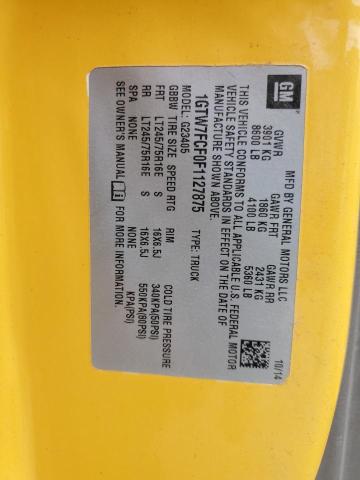 GM
MFD BY GENERAL MOTORS LLC
10/14
GVWR
GAWR FRT
GAWR RR
3901 KG
1860 KG
2431 KG
8600 LB
4100 LB
5360 LB
THIS VEHICLE CONFORMS TO ALL APPLICABLE U.S. FEDERAL MOTOR
VEHICLE SAFETY STANDARDS IN EFFECT ON THE DATE OF
MANUFACTURE SHOWN ABOVE.
1GTW7FCF0F1127875
TYPE: TRUCK
MODEL: G23405
GBBW TIRE SIZE SPEED RTG RIM COLD TIRE PRESSURE
FRT LT245/75R16E S 16X6.5J 340KPA(50PSI)
RR LT245/75R16E S 16X6.5J 550KPA(80PSI)
SPA NONE NONE KPA(PSI)
SEE OWNER'S MANUAL